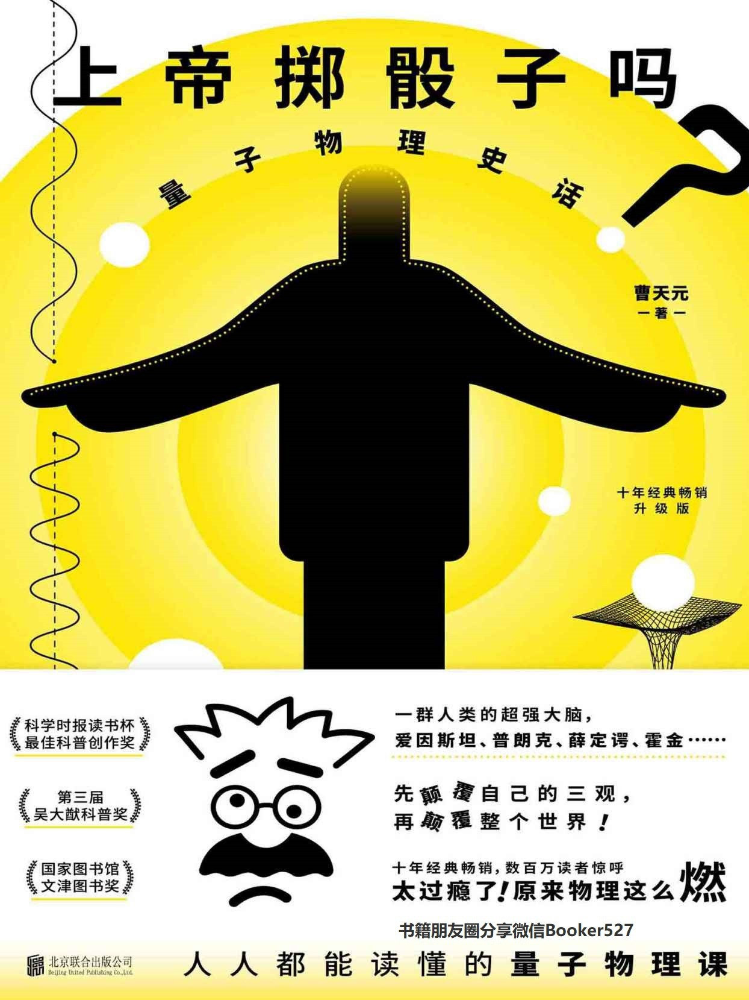 上帝掷骰子吗
?
量子物理史话
曹天元
一著一
十年经典畅销
升级版
科学时报读书杯
最佳科普创作奖
第三届
吴大猷科普奖
国家图书馆
文津图书奖
一群人类的超强大脑，
爱因斯坦、普朗克、薛定谔、霍金……
先颠覆自己的三观，
再颠覆整个世界！
十年经典畅销，数百万读者惊呼
太过瘾了！原来物理这么燃
书籍朋友圈分享微信Booker527
北京联合出版公司
Beijing United Publishing Co.,Ltd.
人人都能读懂的量子物理课